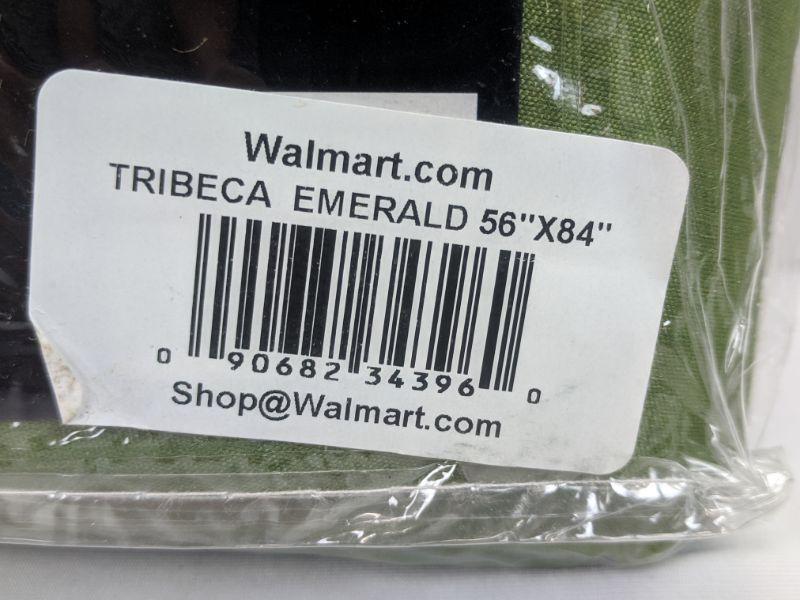 Walmart.com
TRIBECA EMERALD 56"X84"
0 90682 34396 0
Shop@Walmart.com